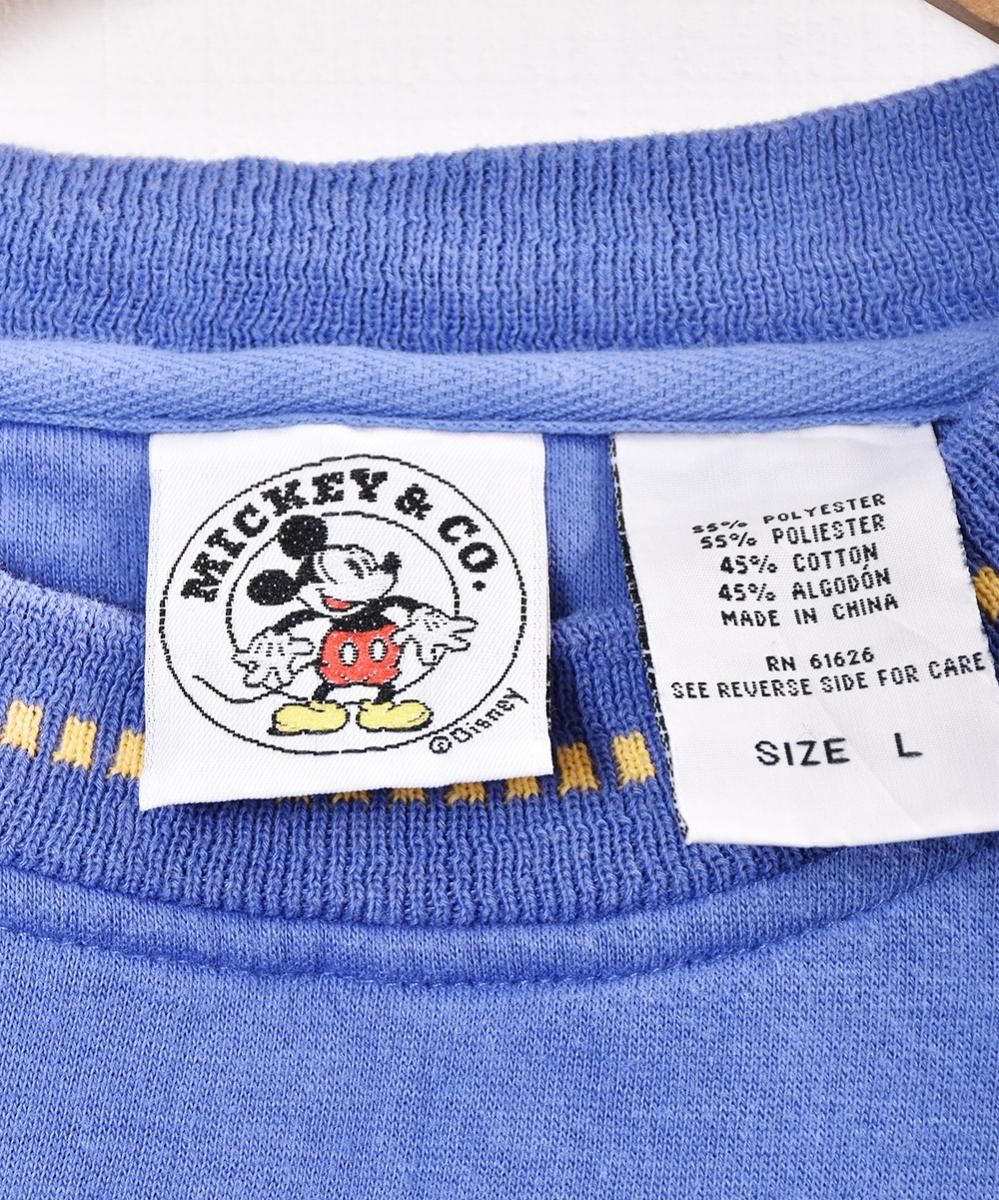 MICKEY & CO.
©Disney
55% POLYESTER
55% POLIESTER
45% COTTON
45% ALGODÓN
MADE IN CHINA
RN 61626
SEE REVERSE SIDE FOR CARE
SIZE L